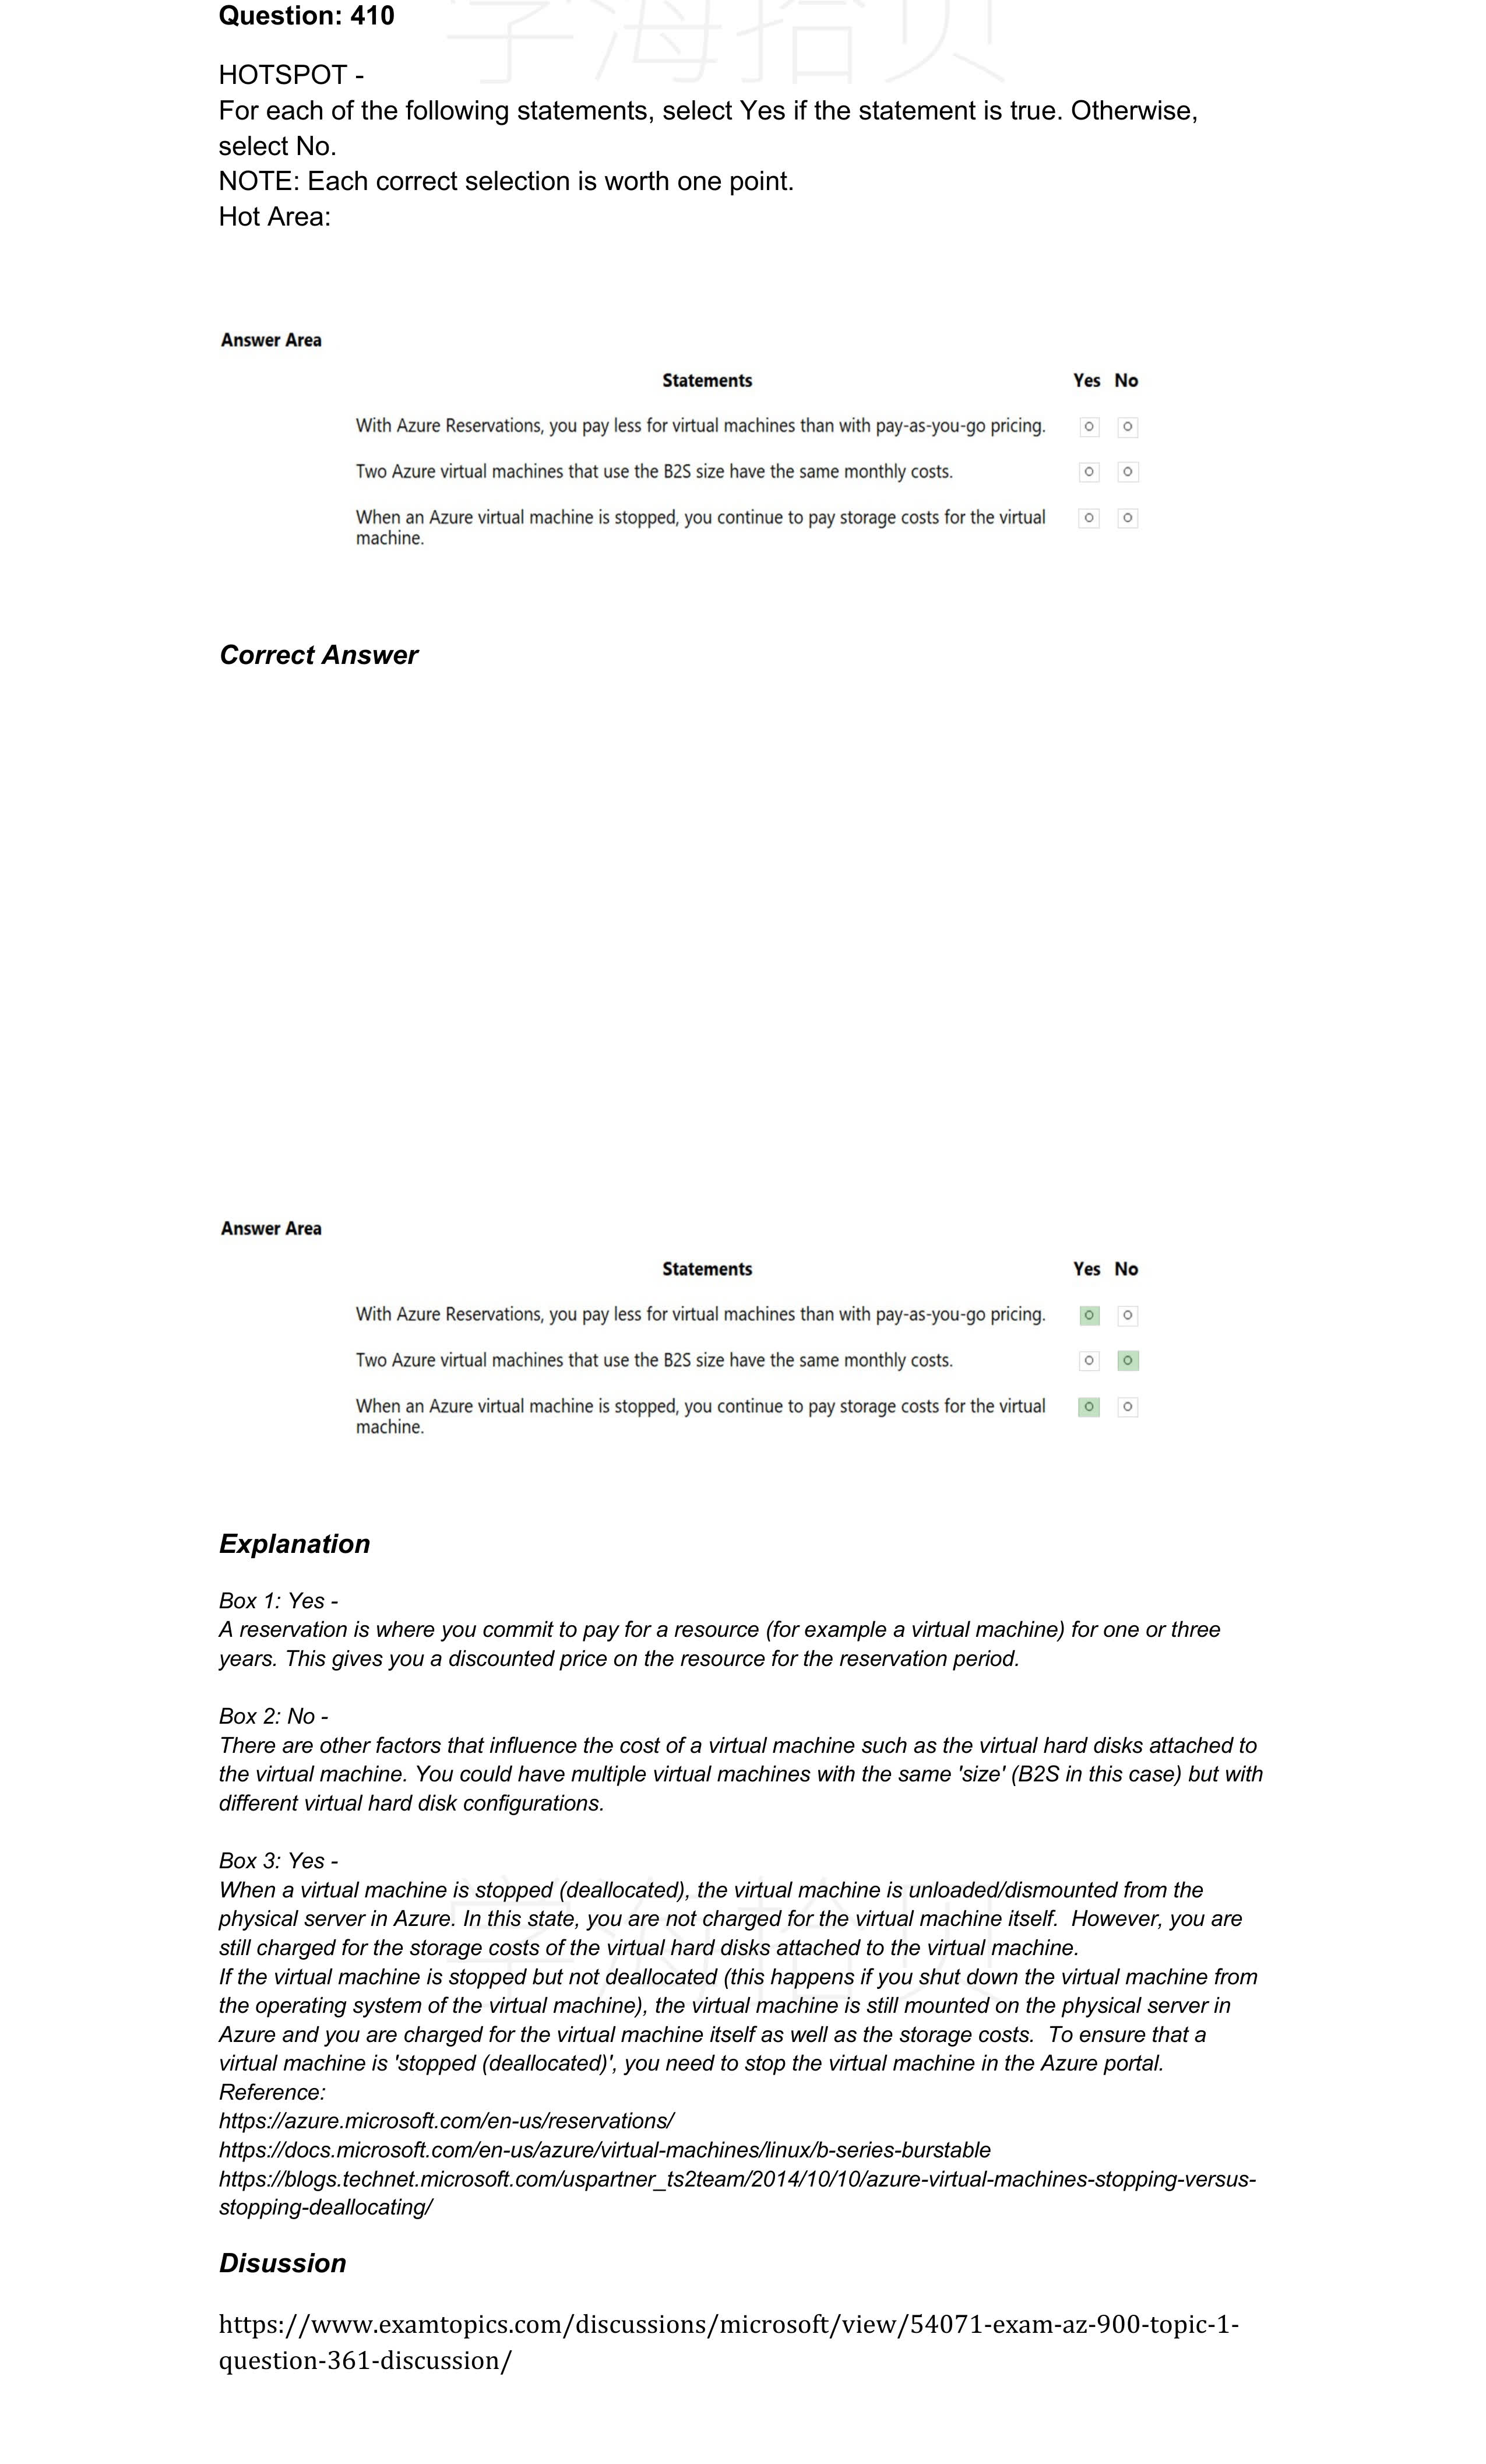 学海拾贝
Question: 410
HOTSPOT -
For each of the following statements, select Yes if the statement is true. Otherwise,
select No.
NOTE: Each correct selection is worth one point.
Hot Area:
Answer Area
Statements Yes No
With Azure Reservations, you pay less for virtual machines than with pay-as-you-go pricing.
Two Azure virtual machines that use the B2S size have the same monthly costs.
When an Azure virtual machine is stopped, you continue to pay storage costs for the virtual
machine.
Correct Answer
Answer Area
Statements Yes No
With Azure Reservations, you pay less for virtual machines than with pay-as-you-go pricing.
Two Azure virtual machines that use the B2S size have the same monthly costs.
When an Azure virtual machine is stopped, you continue to pay storage costs for the virtual
machine.
Explanation
Box 1: Yes -
A reservation is where you commit to pay for a resource (for example a virtual machine) for one or three
years. This gives you a discounted price on the resource for the reservation period.
Box 2: No -
There are other factors that influence the cost of a virtual machine such as the virtual hard disks attached to
the virtual machine. You could have multiple virtual machines with the same 'size' (B2S in this case) but with
different virtual hard disk configurations.
Box 3: Yes -
学海拾贝
When a virtual machine is stopped (deallocated), the virtual machine is unloaded/dismounted from the
physical server in Azure. In this state, you are not charged for the virtual machine itself. However, you are
still charged for the storage costs of the virtual hard disks attached to the virtual machine.
If the virtual machine is stopped but not deallocated (this happens if you shut down the virtual machine from
the operating system of the virtual machine), the virtual machine is still mounted on the physical server in
Azure and you are charged for the virtual machine itself as well as the storage costs. To ensure that a
virtual machine is 'stopped (deallocated)', you need to stop the virtual machine in the Azure portal.
Reference:
https://azure.microsoft.com/en-us/reservations/
https://docs.microsoft.com/en-us/azure/virtual-machines/linux/b-series-burstable
https://blogs.technet.microsoft.com/uspartner_ts2team/2014/10/10/azure-virtual-machines-stopping-versus-
stopping-deallocating/
Disussion
https://www.examtopics.com/discussions/microsoft/view/54071-exam-az-900-topic-1-
question-361-discussion/